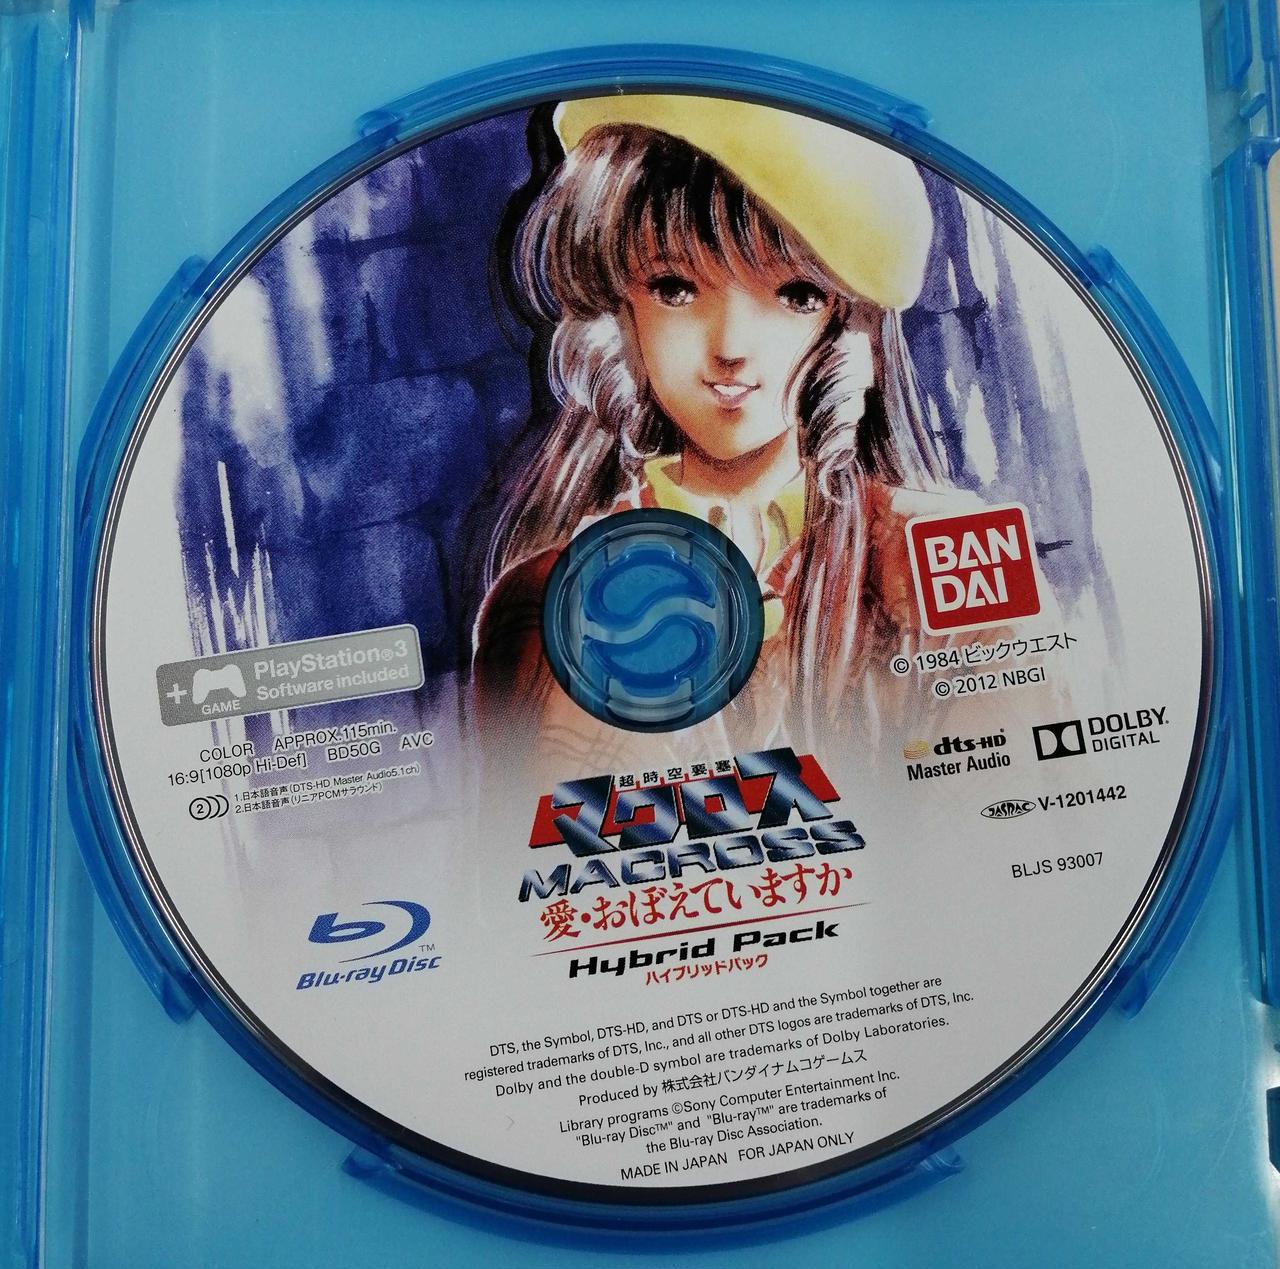 BAN
DAI
© 1984 ビックウエスト
© 2012 NBGI
+ GAME
PlayStation®3
Software included
COLOR APPROX.115min.
16:9[1080p Hi-Def] BD50G AVC
2
1.日本語音声(DTS-HD Master Audio5.1ch)
2.日本語音声(リニアPCMサラウンド)
dts-HD
Master Audio
DOLBY.
DIGITAL
JASRAC V-1201442
BLJS 93007
超時空要塞
マクロス
MACROSS
愛・おぼえていますか
Hybrid Pack
ハイブリッドパック
Blu-ray Disc™
DTS, the Symbol, DTS-HD, and DTS or DTS-HD and the Symbol together are
registered trademarks of DTS, Inc., and all other DTS logos are trademarks of DTS, Inc.
Dolby and the double-D symbol are trademarks of Dolby Laboratories.
Produced by 株式会社バンダイナムコゲームス
Library programs ©Sony Computer Entertainment Inc.
"Blu-ray Disc™" and "Blu-ray™" are trademarks of
the Blu-ray Disc Association.
MADE IN JAPAN FOR JAPAN ONLY